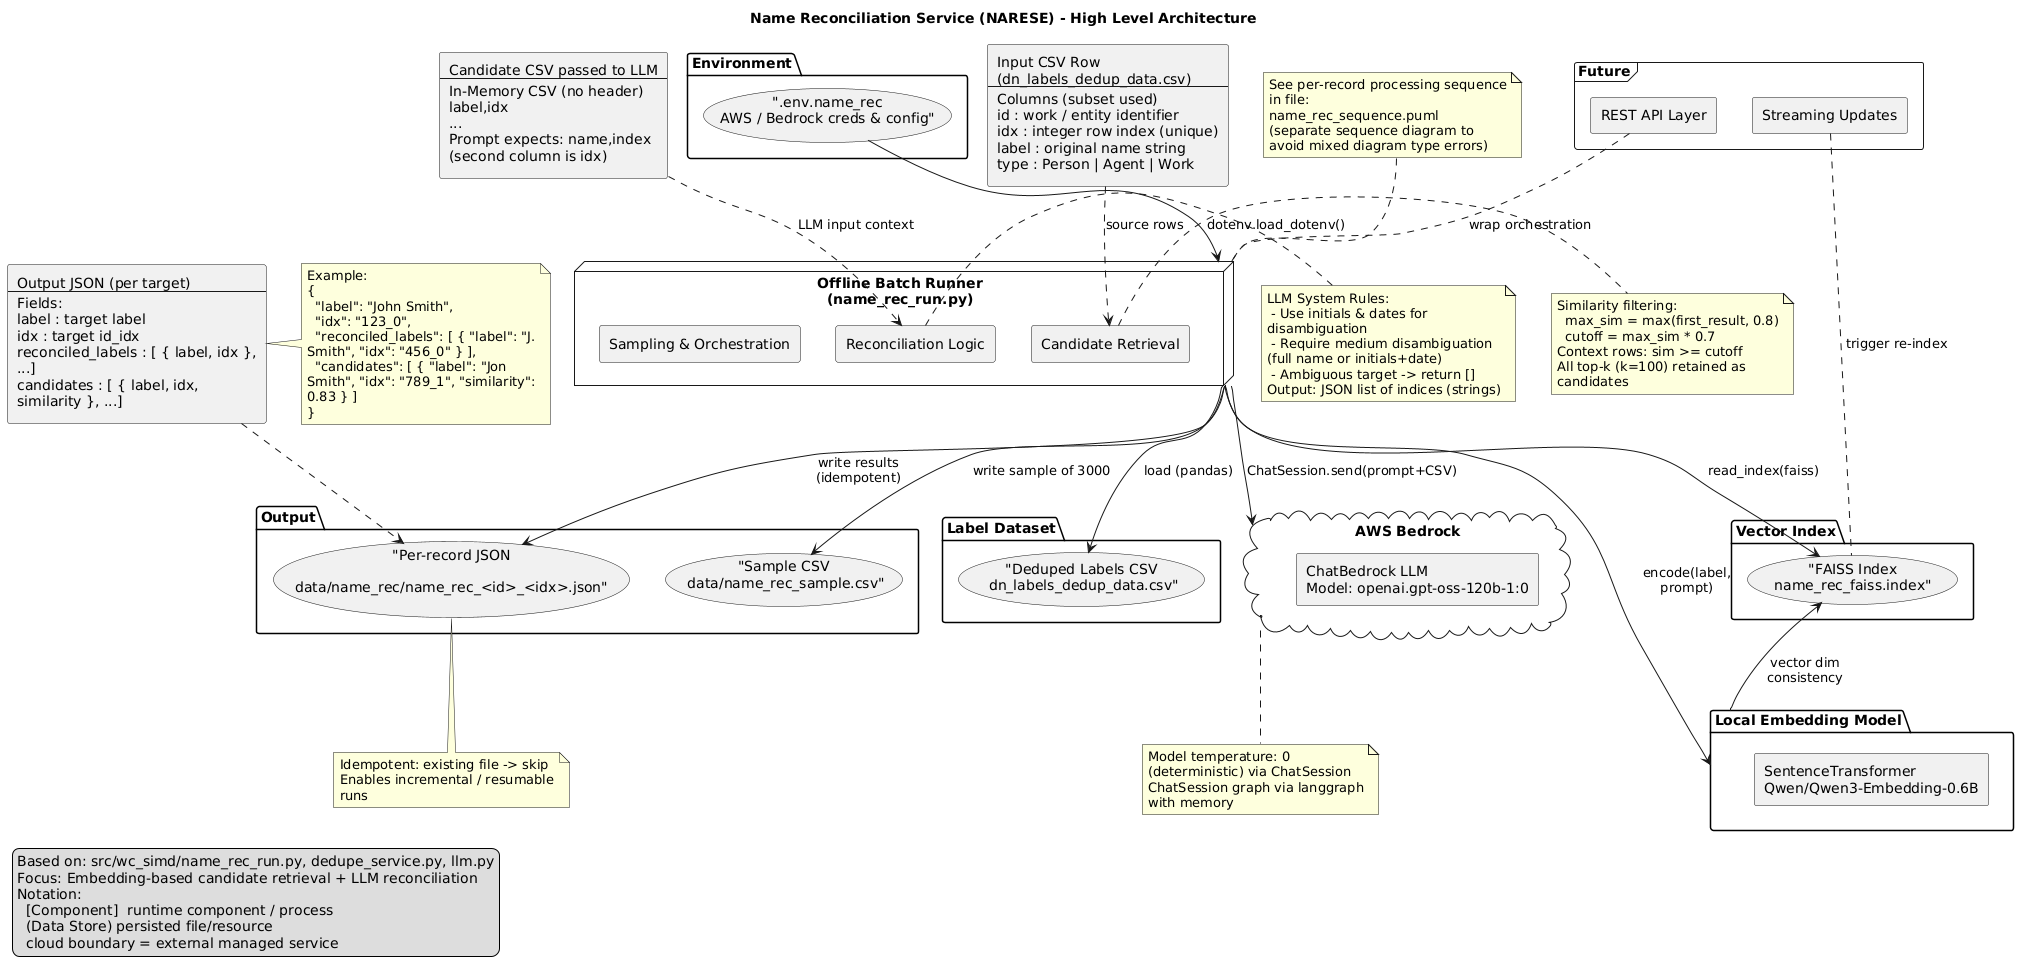 Name Reconciliation Service (NARESE) - High Level Architecture
Candidate CSV passed to LLM
In-Memory CSV (no header)
label,idx
...
Prompt expects: name,index
(second column is idx)
Environment
".env.name_rec
AWS / Bedrock creds & config"
Input CSV Row
(dn_labels_dedup_data.csv)
Columns (subset used)
id : work / entity identifier
idx : integer row index (unique)
label : original name string
type : Person | Agent | Work
See per-record processing sequence
in file:
name_rec_sequence.puml
(separate sequence diagram to
avoid mixed diagram type errors)
Future
REST API Layer
Streaming Updates
LLM input context
source rows
dotenv.load_dotenv()
wrap orchestration
Output JSON (per target)
Fields:
label : target label
idx : target id_idx
reconciled_labels : [ { label, idx },
...]
candidates : [ { label, idx,
similarity }, ...]
Example:
{
"label": "John Smith",
"idx": "123_0",
"reconciled_labels": [ { "label": "J.
Smith", "idx": "456_0" } ],
"candidates": [ { "label": "Jon
Smith", "idx": "789_1", "similarity":
0.83 } ]
}
Offline Batch Runner
(name_rec_run.py)
Sampling & Orchestration
Reconciliation Logic
Candidate Retrieval
LLM System Rules:
- Use initials & dates for
disambiguation
- Require medium disambiguation
(full name or initials+date)
- Ambiguous target -> return []
Output: JSON list of indices (strings)
Similarity filtering:
max_sim = max(first_result, 0.8)
cutoff = max_sim * 0.7
Context rows: sim >= cutoff
All top-k (k=100) retained as
candidates
trigger re-index
write results
(idempotent)
write sample of 3000
load (pandas)
ChatSession.send(prompt+CSV)
read_index(faiss)
Output
"Per-record JSON
data/name_rec/name_rec_<id>_<idx>.json"
"Sample CSV
data/name_rec_sample.csv"
Label Dataset
"Deduped Labels CSV
dn_labels_dedup_data.csv"
AWS Bedrock
ChatBedrock LLM
Model: openai.gpt-oss-120b-1:0
encode(label,
prompt)
Vector Index
"FAISS Index
name_rec_faiss.index"
vector dim
consistency
Local Embedding Model
SentenceTransformer
Qwen/Qwen3-Embedding-0.6B
Idempotent: existing file -> skip
Enables incremental / resumable
runs
Model temperature: 0
(deterministic) via ChatSession
ChatSession graph via langgraph
with memory
Based on: src/wc_simd/name_rec_run.py, dedupe_service.py, llm.py
Focus: Embedding-based candidate retrieval + LLM reconciliation
Notation:
[Component]  runtime component / process
(Data Store) persisted file/resource
cloud boundary = external managed service